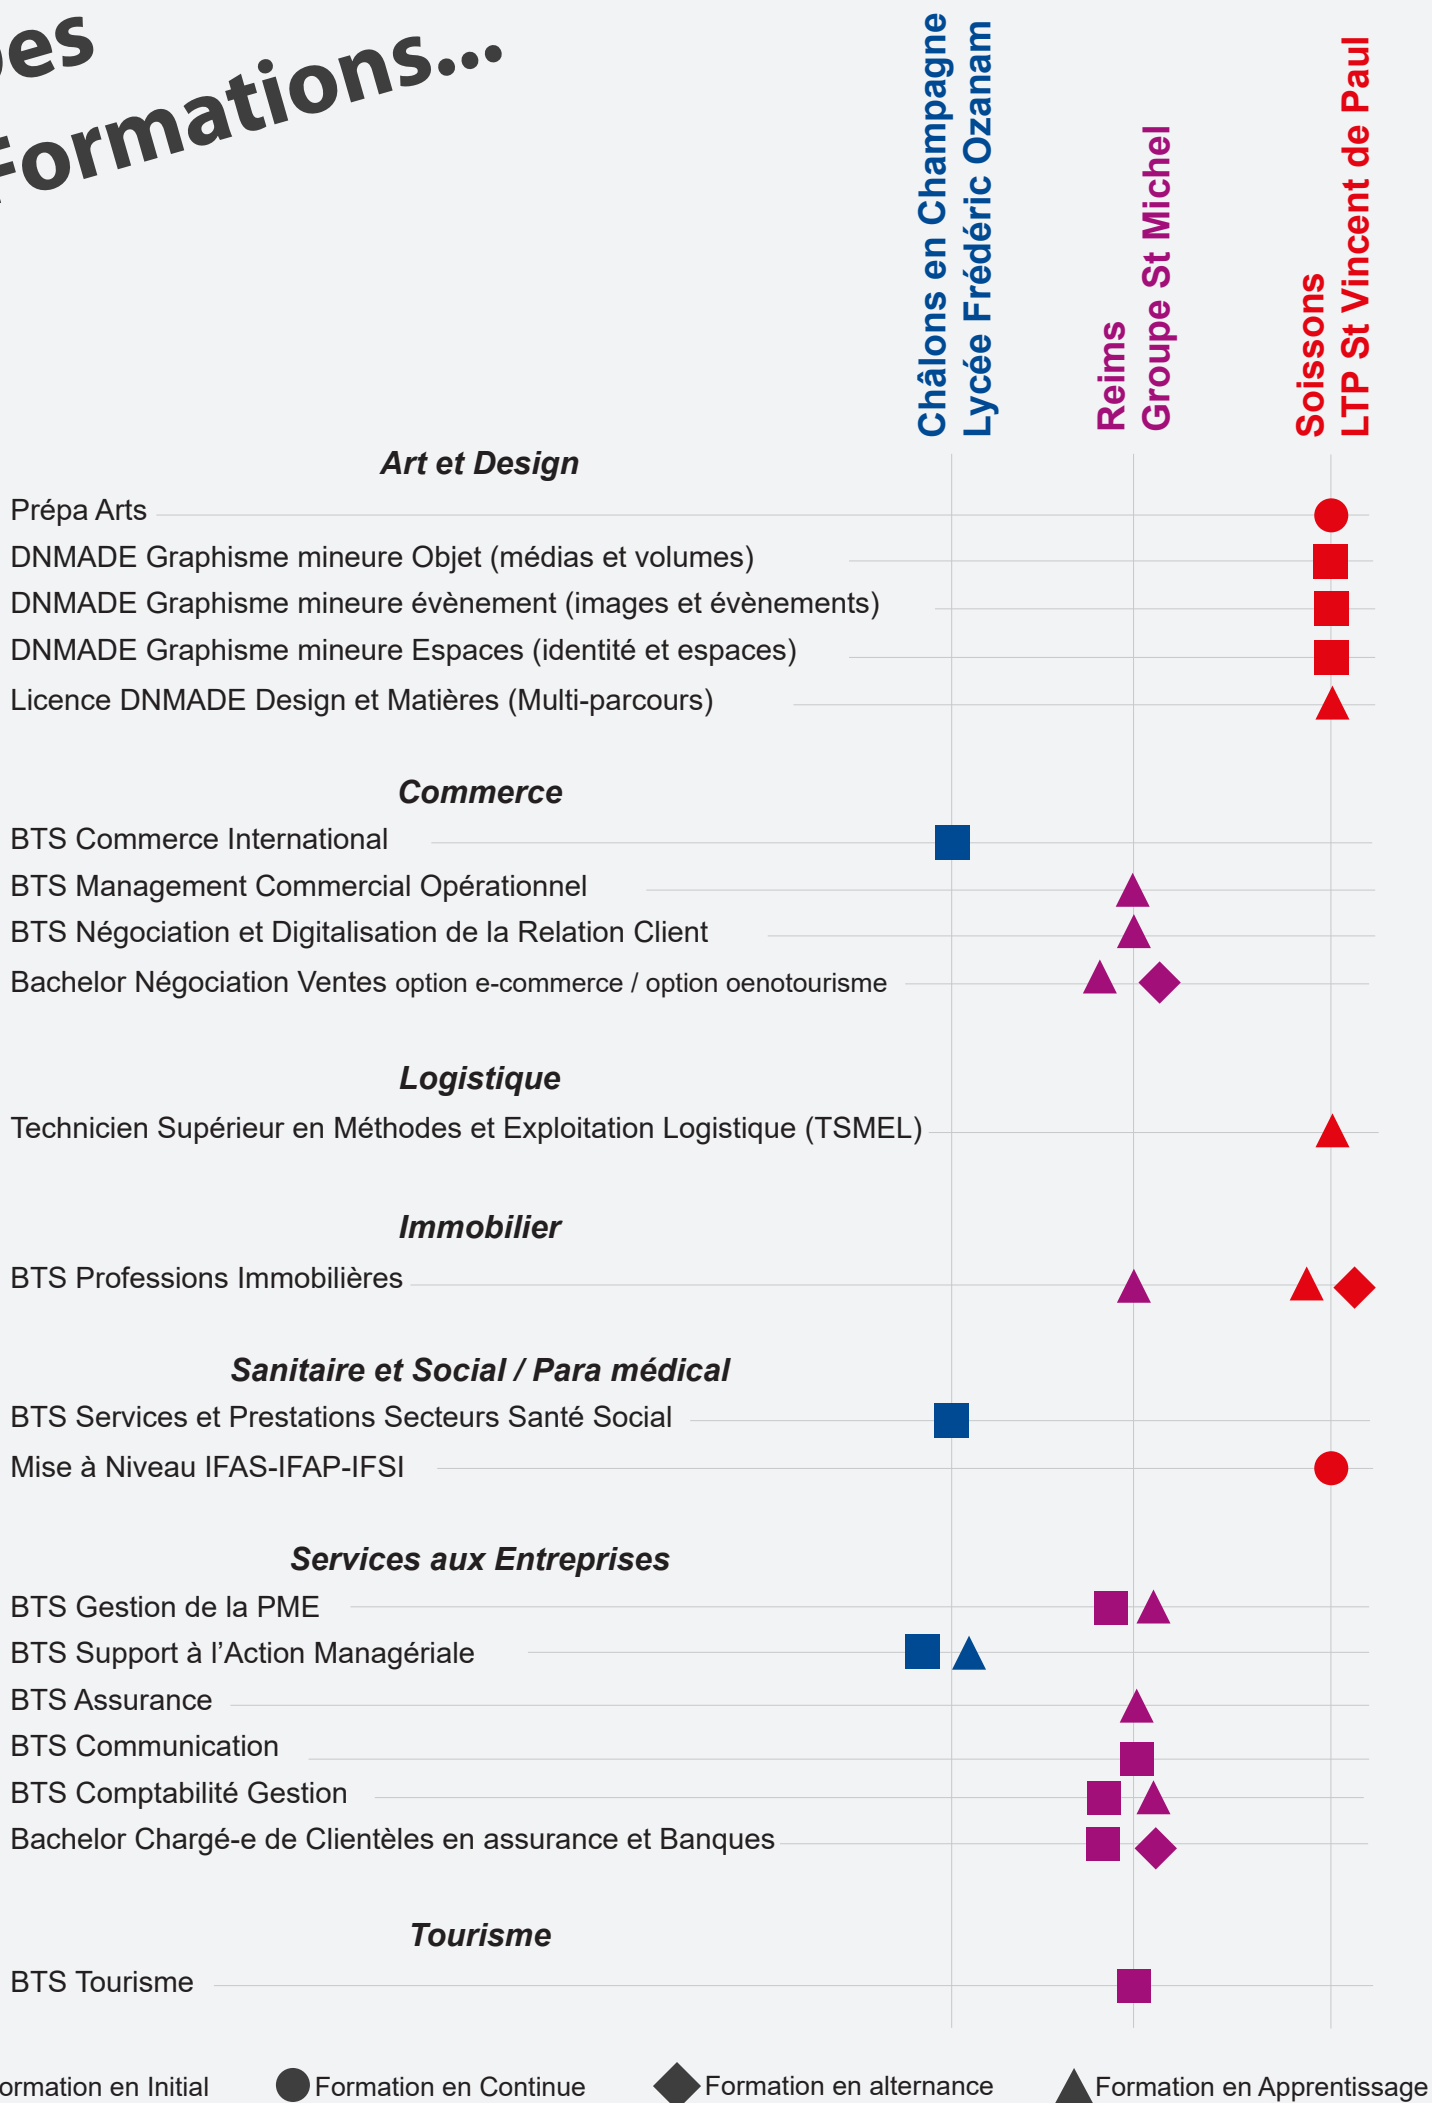 Formations...
Châlons en Champagne
Lycée Frédéric Ozanam
Reims
Groupe St Michel
Soissons
LTP St Vincent de Paul
Art et Design
Prépa Arts
DNMADE Graphisme mineure Objet (médias et volumes)
DNMADE Graphisme mineure évènement (images et évènements)
DNMADE Graphisme mineure Espaces (identité et espaces)
Licence DNMADE Design et Matières (Multi-parcours)
Commerce
BTS Commerce International
BTS Management Commercial Opérationnel
BTS Négociation et Digitalisation de la Relation Client
Bachelor Négociation Ventes option e-commerce / option oenotourisme
Logistique
Technicien Supérieur en Méthodes et Exploitation Logistique (TSMEL)
Immobilier
BTS Professions Immobilières
Sanitaire et Social / Para médical
BTS Services et Prestations Secteurs Santé Social
Mise à Niveau IFAS-IFAP-IFSI
Services aux Entreprises
BTS Gestion de la PME
BTS Support à l’Action Managériale
BTS Assurance
BTS Communication
BTS Comptabilité Gestion
Bachelor Chargé-e de Clientèles en assurance et Banques
Tourisme
BTS Tourisme
ormation en Initial
Formation en Continue
Formation en alternance
Formation en Apprentissage